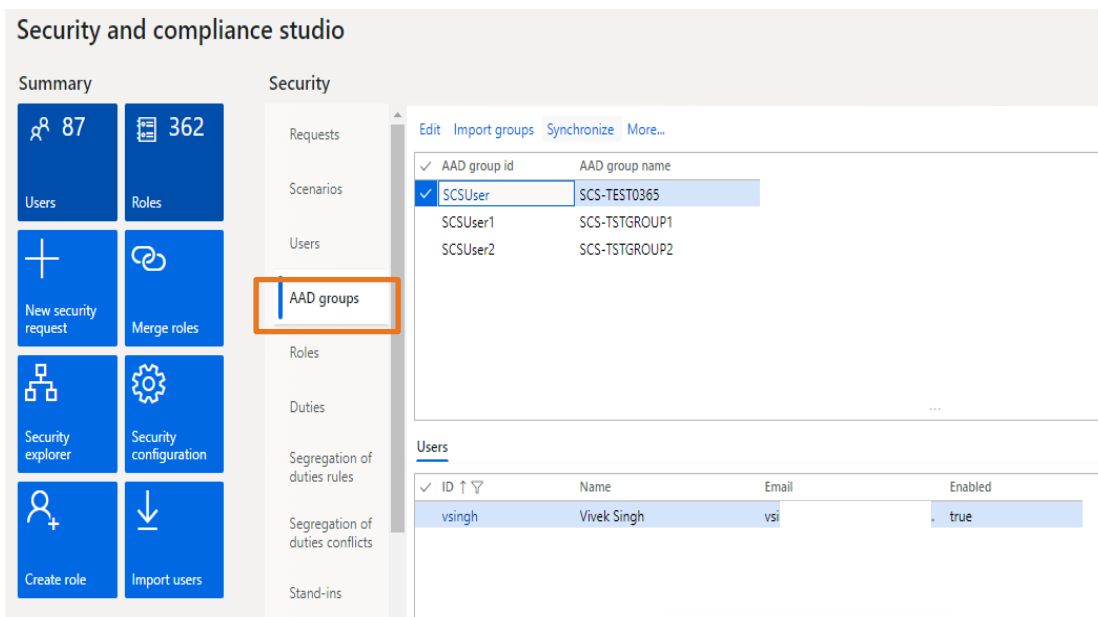 Security and compliance studio
Summary
87
Users
362
Roles
New security
request
Merge roles
Security
explorer
Security
configuration
Create role
Import users
Security
Requests
Scenarios
Users
AAD groups
Roles
Duties
Segregation of
duties rules
Segregation of
duties conflicts
Stand-ins
Edit Import groups Synchronize More...
AAD group id AAD group name
SCSUser SCS-TEST0365
SCSUser1 SCS-TSTGROUP1
SCSUser2 SCS-TSTGROUP2
...
Users
ID ↑ Name Email Enabled
vsingh Vivek Singh vsi . true